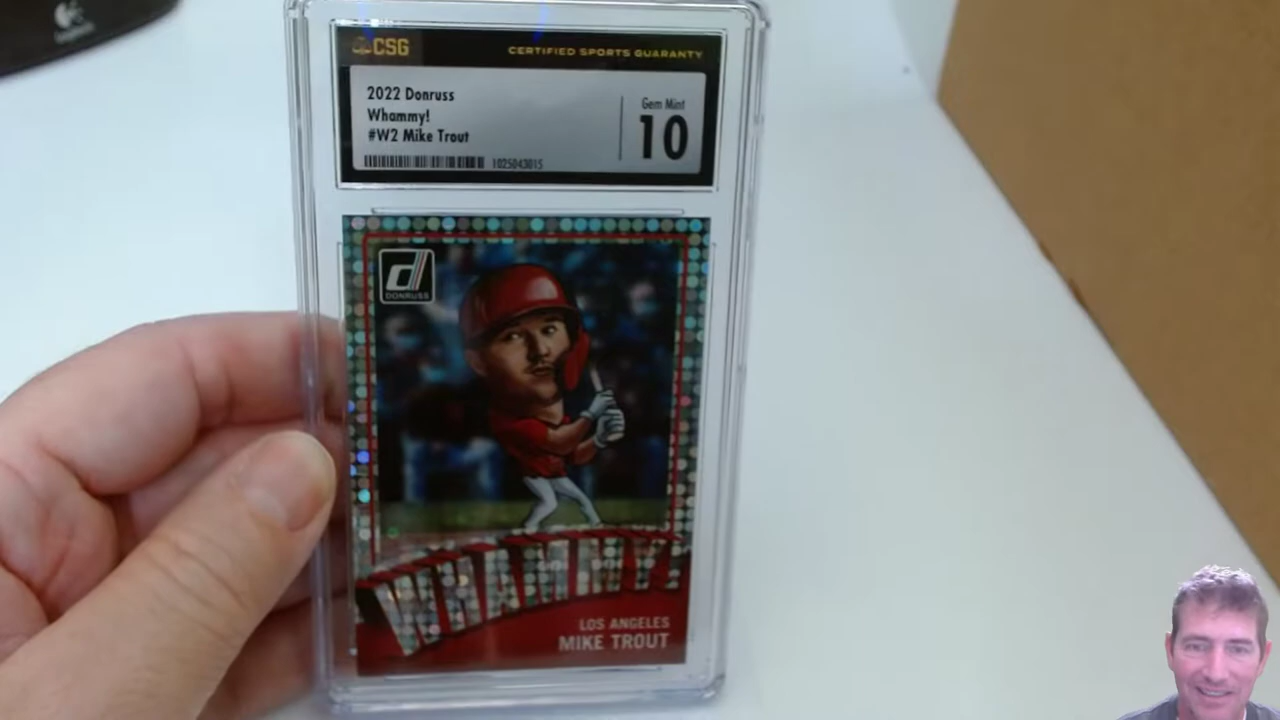 CSG
CERTIFIED SPORTS GUARANTY
2022 Donruss
Whammy!
#W2 Mike Trout
Gem Mint
10
1025043015
d
DONRUSS
WHAMMY!
LOS ANGELES
MIKE TROUT